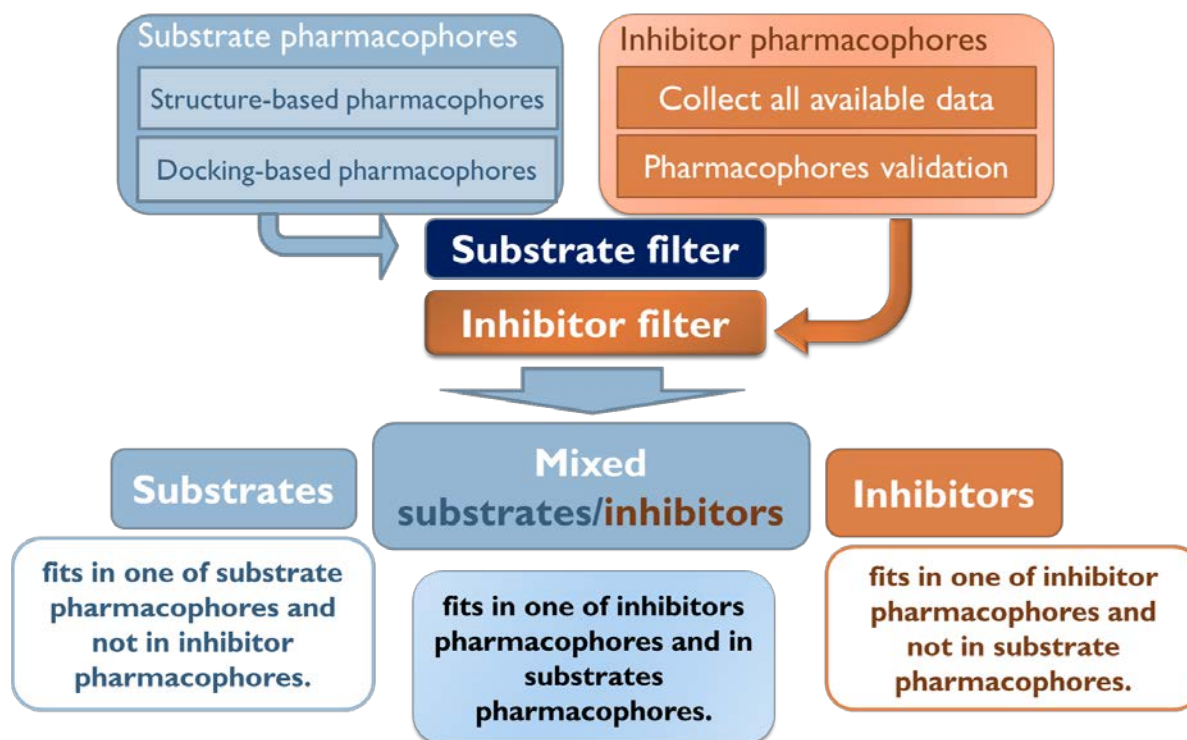 Substrate pharmacophores
Structure-based pharmacophores
Docking-based pharmacophores
Inhibitor pharmacophores
Collect all available data
Pharmacophores validation
Substrate filter
Inhibitor filter
Substrates
Mixed
substrates/inhibitors
Inhibitors
fits in one of substrate
pharmacophores and
not in inhibitor
pharmacophores.
fits in one of inhibitors
pharmacophores and in
substrates
pharmacophores.
fits in one of inhibitor
pharmacophores and
not in substrate
pharmacophores.